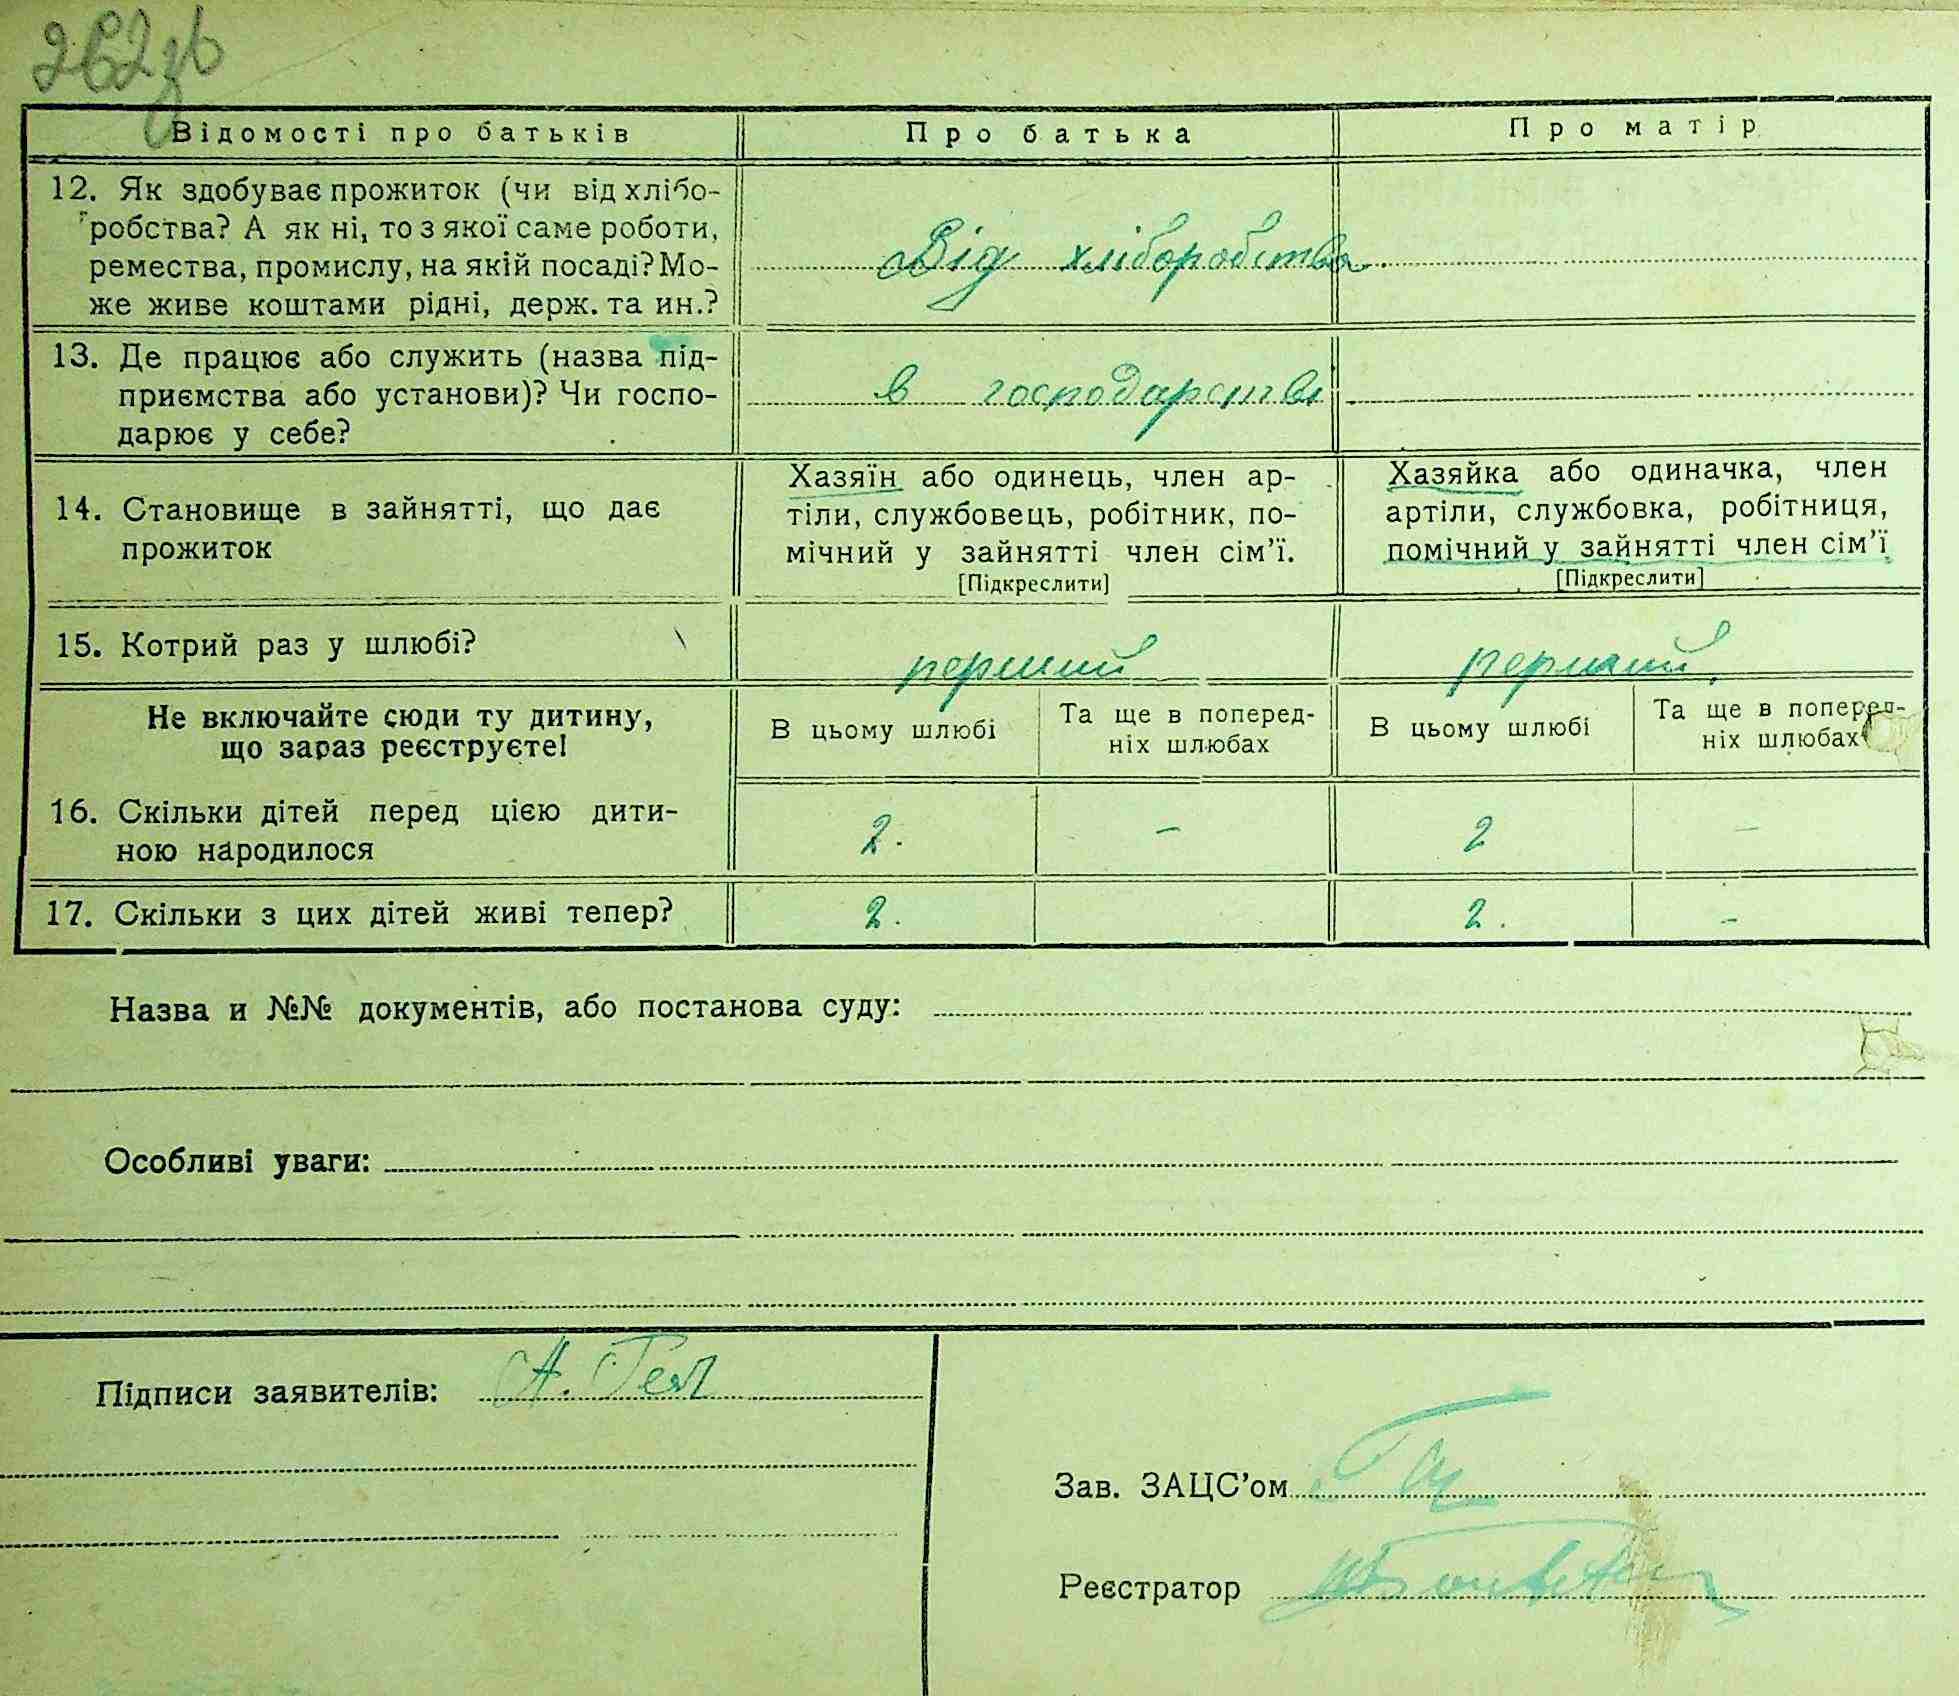 262зв
Відомості про батьків Про батька Про матір
12. Як здобуває прожиток (чи від хлібо-
робства? А як ні, то з якої саме роботи,
ремества, промислу, на якій посаді? Мо-
же живе коштами рідні, держ. та ин.?
Від хліборобства.
13. Де працює або служить (назва під-
приємства або установи)? Чи госпо-
дарює у себе?
в господарстві
14. Становище в зайнятті, що дає
прожиток
Хазяїн або одинець, член ар-
тіли, службовець, робітник, по-
мічний у зайнятті член сім'ї.
[Підкреслити]
Хазяйка або одиначка, член
артіли, службовка, робітниця,
помічний у зайнятті член сім'ї
[Підкреслити]
15. Котрий раз у шлюбі? перший перший.
Не включайте сюди ту дитину,
що зараз реєструєте!
В цьому шлюбі
Та ще в поперед-
ніх шлюбах
В цьому шлюбі
Та ще в поперед-
ніх шлюбах
16. Скільки дітей перед цією дити-
ною народилося
2. - 2 -
17. Скільки з цих дітей живі тепер? 2. 2. -
Назва и №№ документів, або постанова суду:
Особливі уваги:
Підписи заявителів: А.
Зав. ЗАЦС'ом
Реєстратор